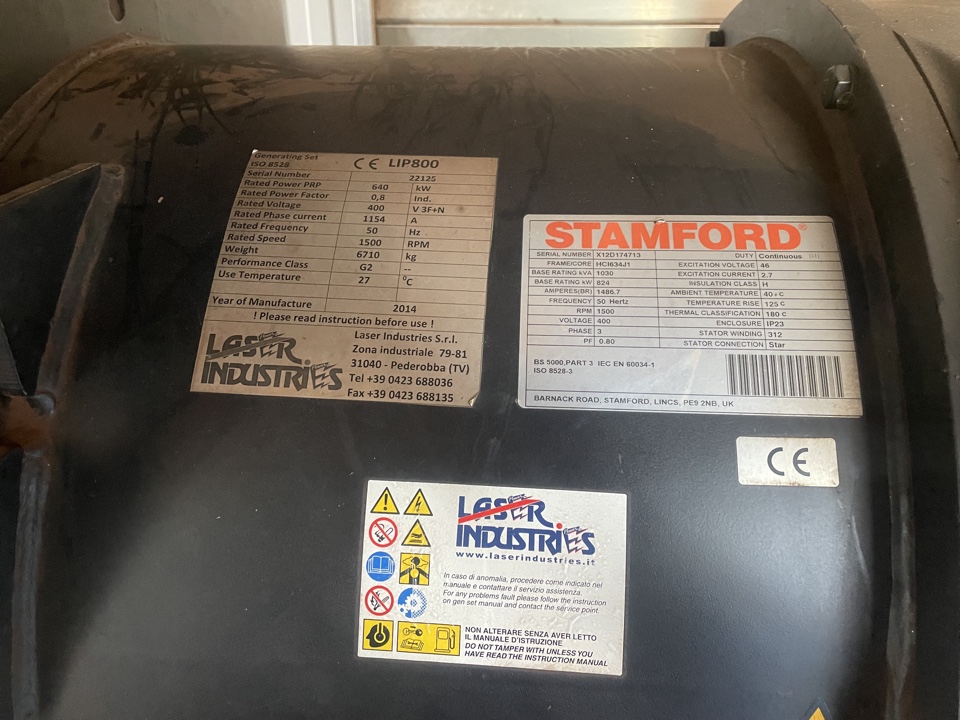 Generating Set
ISO 8528 CE LIP800
Serial Number 22125
Rated Power PRP 640 kW
Rated Power Factor 0,8 Ind.
Rated Voltage 400 V 3F+N
Rated Phase current 1154 A
Rated Frequency 50 Hz
Rated Speed 1500 RPM
Weight 6710 kg
Performance Class G2 --
Use Temperature 27 °C
Year of Manufacture 2014
! Please read instruction before use !
LASER
INDUSTRIES
Laser Industries S.r.l.
Zona industriale 79-81
31040 - Pederobba (TV)
Tel +39 0423 688036
Fax +39 0423 688135
STAMFORD®
SERIAL NUMBER X12D174713
FRAME/CORE HCI634J1
BASE RATING kVA 1030
BASE RATING kW 824
AMPERES(BR) 1486.7
FREQUENCY 50 Hertz
RPM 1500
VOLTAGE 400
PHASE 3
PF 0.80
DUTY Continuous
EXCITATION VOLTAGE 46
EXCITATION CURRENT 2.7
INSULATION CLASS H
AMBIENT TEMPERATURE 40 °C
TEMPERATURE RISE 125 C
THERMAL CLASSIFICATION 180 C
ENCLOSURE IP23
STATOR WINDING 312
STATOR CONNECTION Star
BS 5000,PART 3 IEC EN 60034-1
ISO 8528-3
BARNACK ROAD, STAMFORD, LINCS, PE9 2NB, UK
CE
LASER
INDUSTRIES
www.laserindustries.it
In caso di anomalia, procedere come indicato nel
manuale e contattare il servizio assistenza.
For any problems fault please follow the instruction
on gen set manual and contact the service point.
NON ALTERARE SENZA AVER LETTO
IL MANUALE D'ISTRUZIONE
DO NOT TAMPER WITH UNLESS YOU
HAVE READ THE INSTRUCTION MANUAL